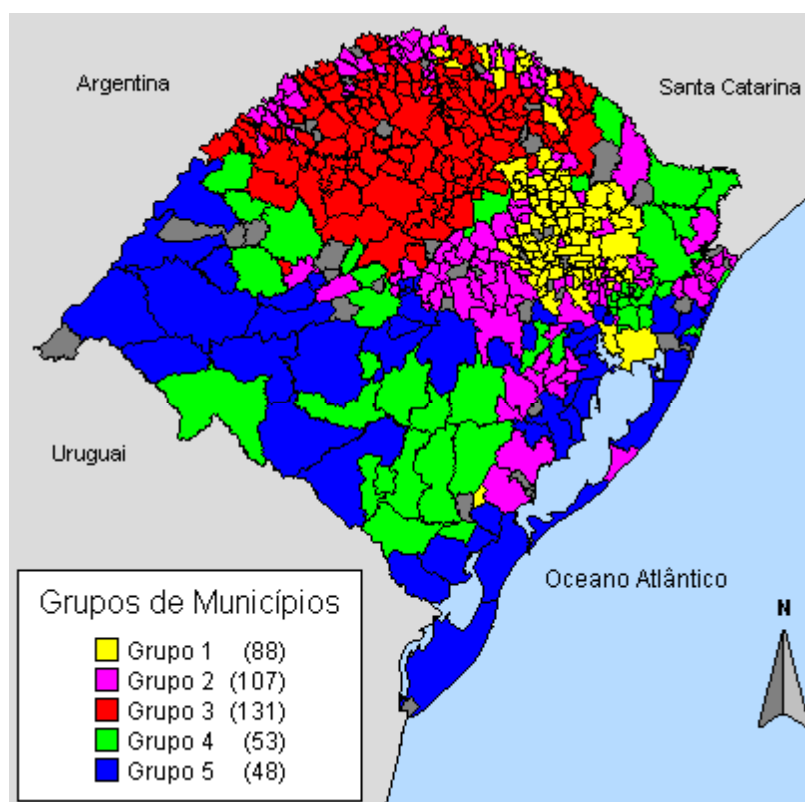 Argentina
Santa Catarina
Uruguai
Oceano Atlântico
N
Grupos de Municípios
Grupo 1 (88)
Grupo 2 (107)
Grupo 3 (131)
Grupo 4 (53)
Grupo 5 (48)